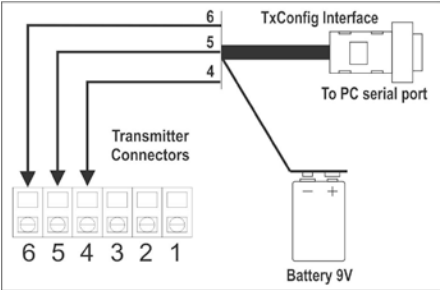 6
TxConfig Interface
5
4
To PC serial port
Transmitter
Connectors
− +
6 5 4 3 2 1
Battery 9V